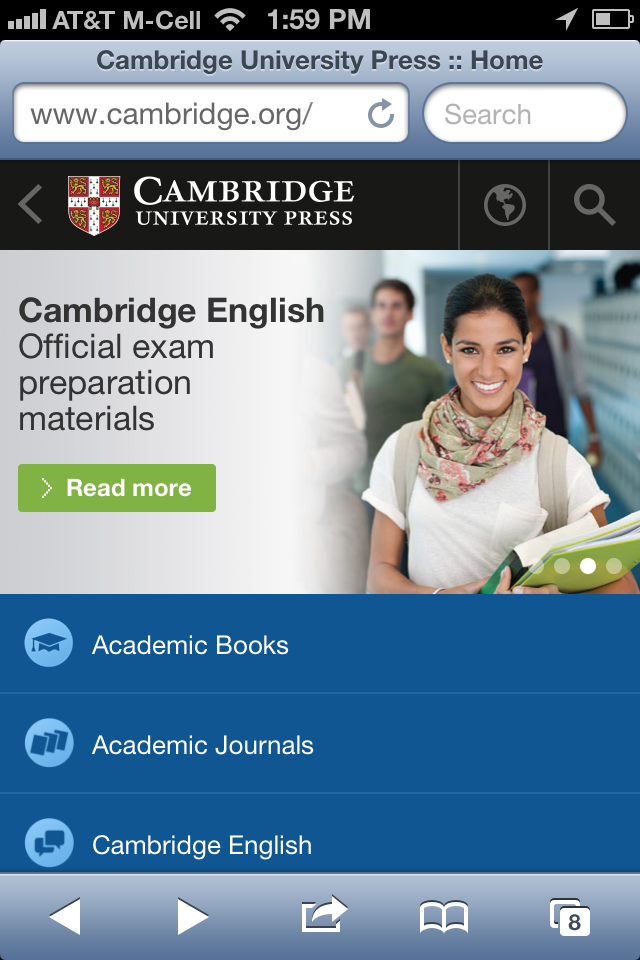 AT&T M-Cell 1:59 PM
Cambridge University Press :: Home
www.cambridge.org/ Search
CAMBRIDGE
UNIVERSITY PRESS
Cambridge English
Official exam
preparation
materials
Read more
Academic Books
Academic Journals
Cambridge English
8